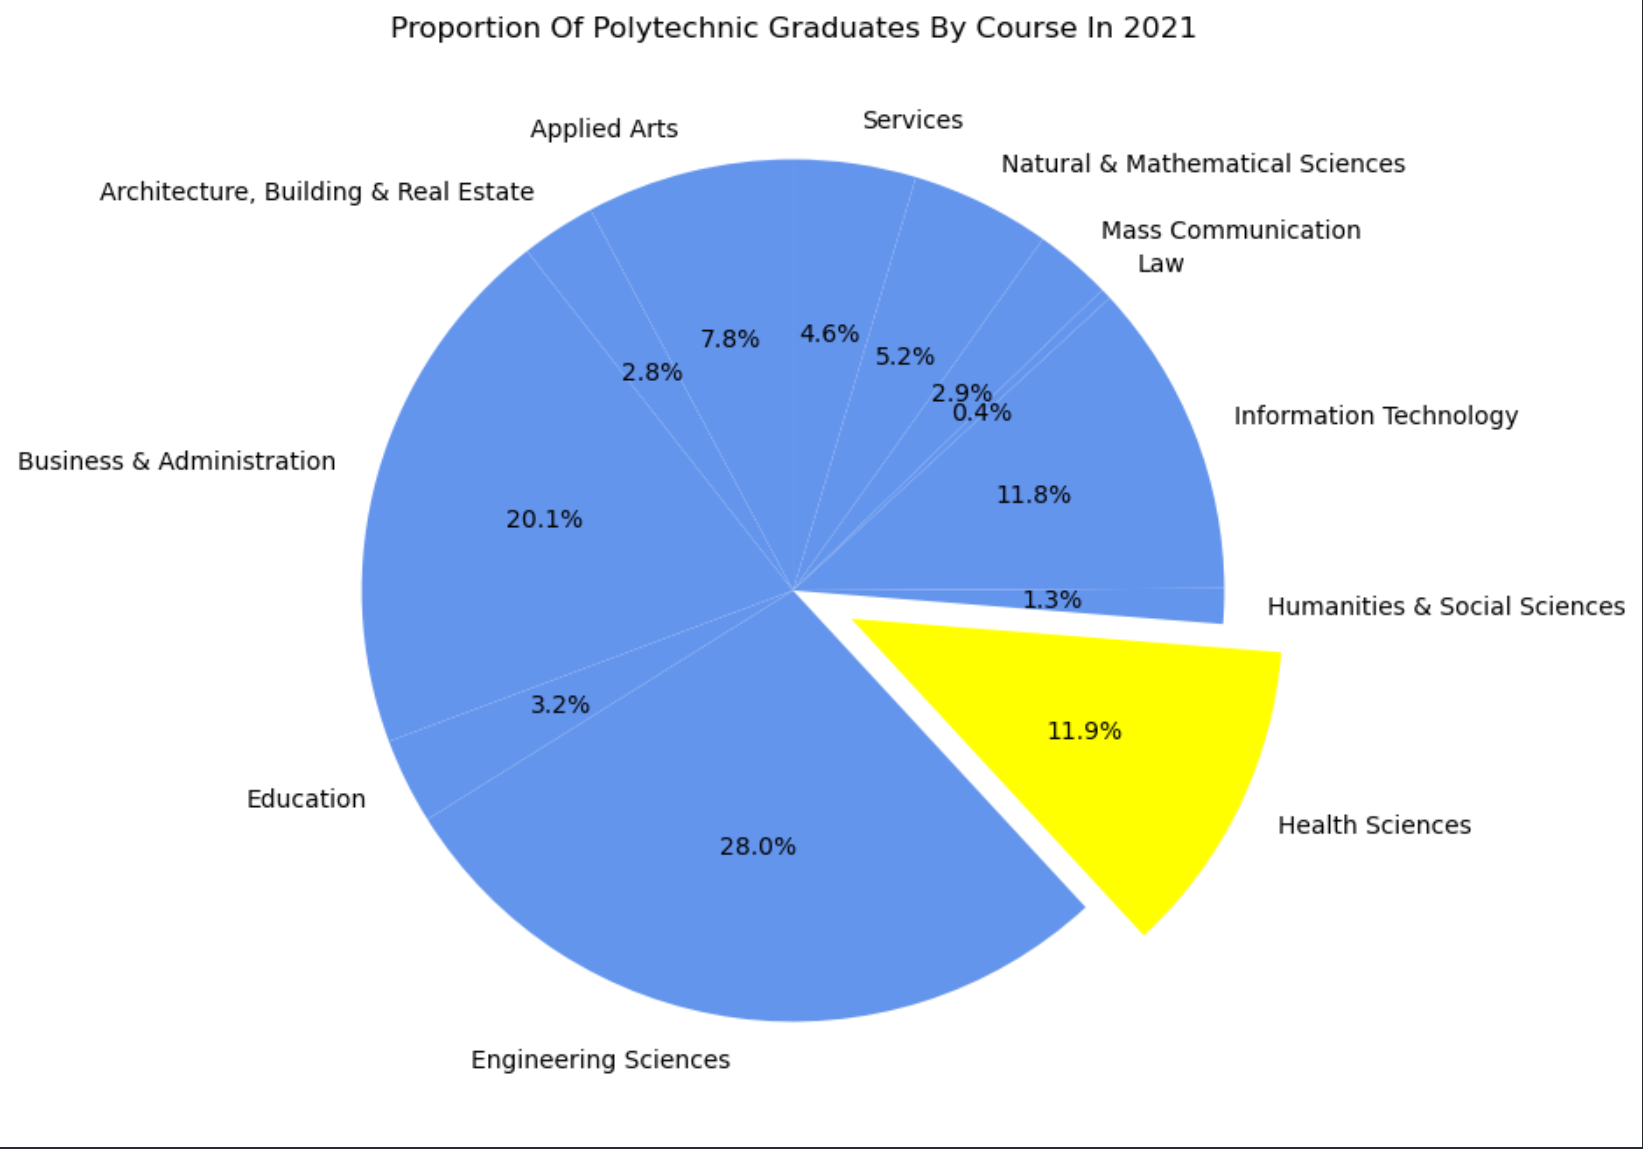 Proportion Of Polytechnic Graduates By Course In 2021
Services
Applied Arts
Natural & Mathematical Sciences
Architecture, Building & Real Estate
Mass Communication
Law
4.6%
7.8%
5.2%
2.8%
2.9%
0.4%
Information Technology
Business & Administration
11.8%
20.1%
1.3%
Humanities & Social Sciences
3.2%
11.9%
Education
Health Sciences
28.0%
Engineering Sciences